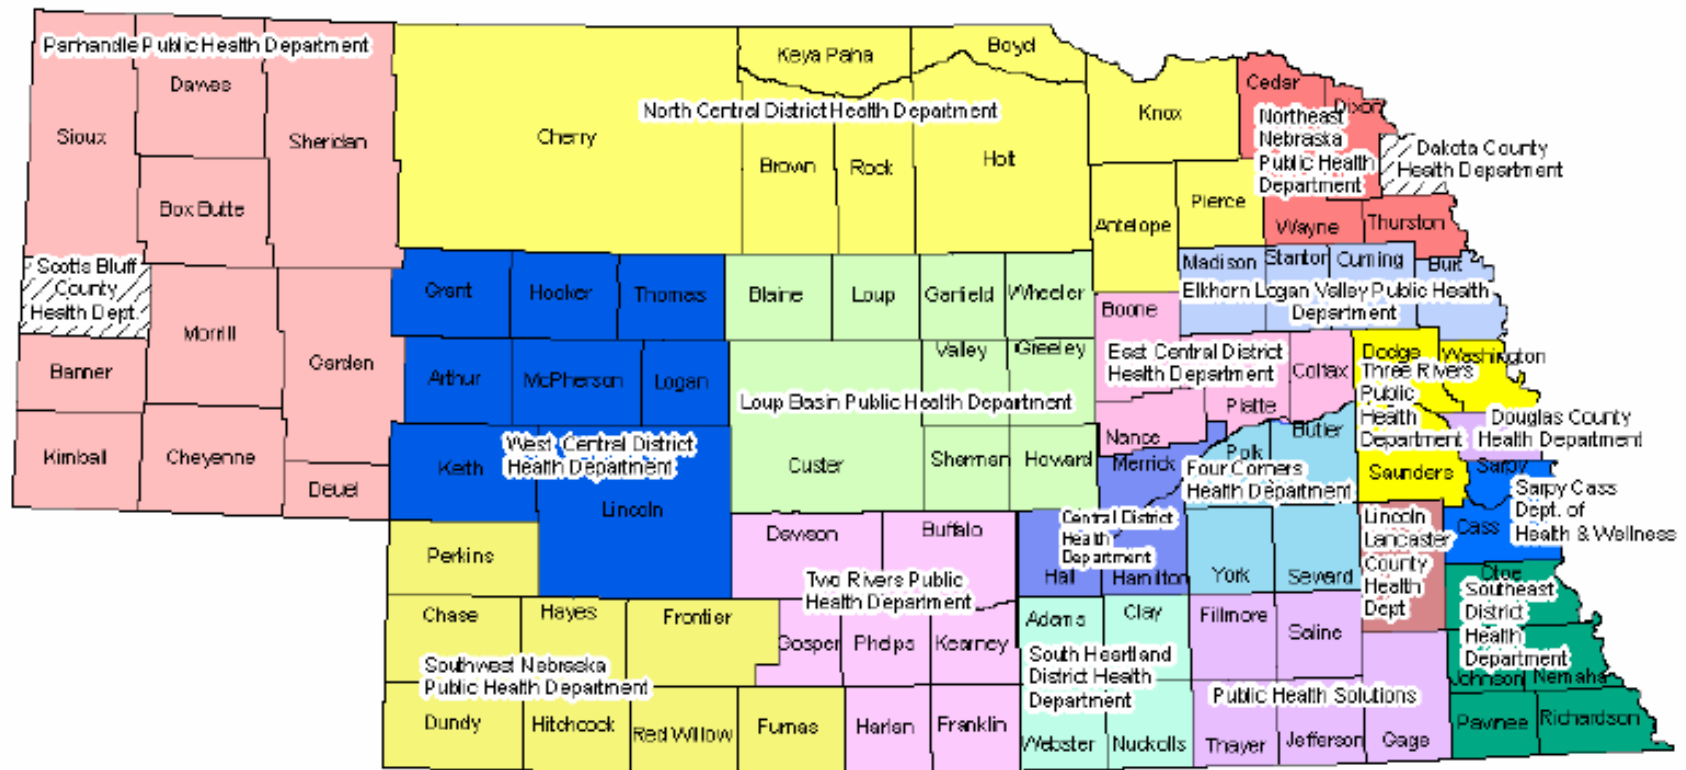 Panhandle Public Health Department
Dawes
Sioux
Sheridan
Box Butte
Scotts Bluff
County
Health Dept.
Morrill
Banner
Garden
Kimball
Cheyenne
Deuel
Keya Paha
Boyd
North Central District Health Department
Cherry
Brown
Rock
Holt
Knox
Antelope
Pierce
Cedar
Dixon
Northeast
Nebraska
Public Health
Department
Wayne
Thurston
Dakota County
Health Department
Grant
Hooker
Thomas
Arthur
McPherson
Logan
West Central District
Health Department
Keith
Lincoln
Blaine
Loup
Garfield
Wheeler
Valley
Greeley
Loup Basin Public Health Department
Custer
Sherman
Howard
Madison
Stanton
Cuming
Burt
Elkhorn Logan Valley Public Health
Department
Boone
East Central District
Health Department
Colfax
Platte
Nance
Dodge
Washington
Three Rivers
Public
Health
Department
Saunders
Douglas County
Health Department
Sarpy
Sarpy Cass
Dept. of
Health & Wellness
Cass
Merrick
Central District
Health
Department
Hall
Hamilton
Polk
Butler
Four Corners
Health Department
York
Seward
Lincoln
Lancaster
County
Health
Dept
Otoe
Southeast
District
Health
Department
Johnson
Nemaha
Pawnee
Richardson
Perkins
Chase
Hayes
Frontier
Southwest Nebraska
Public Health Department
Dundy
Hitchcock
Red Willow
Furnas
Dawson
Buffalo
Two Rivers Public
Health Department
Gosper
Phelps
Kearney
Harlan
Franklin
Adams
Clay
South Heartland
District Health
Department
Webster
Nuckolls
Fillmore
Saline
Public Health Solutions
Thayer
Jefferson
Gage